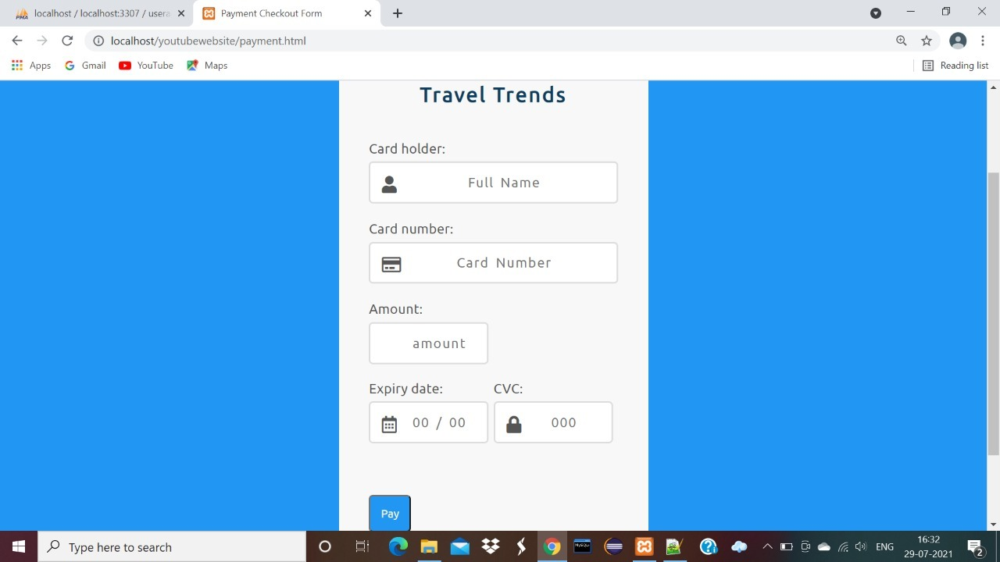 localhost / localhost:3307 / usera
Payment Checkout Form
localhost/youtubewebsite/payment.html
Apps Gmail YouTube Maps Reading list
Travel Trends
Card holder:
Full Name
Card number:
Card Number
Amount:
amount
Expiry date: CVC:
00 / 00 000
Pay
Type here to search
ENG
16:32
29-07-2021
2